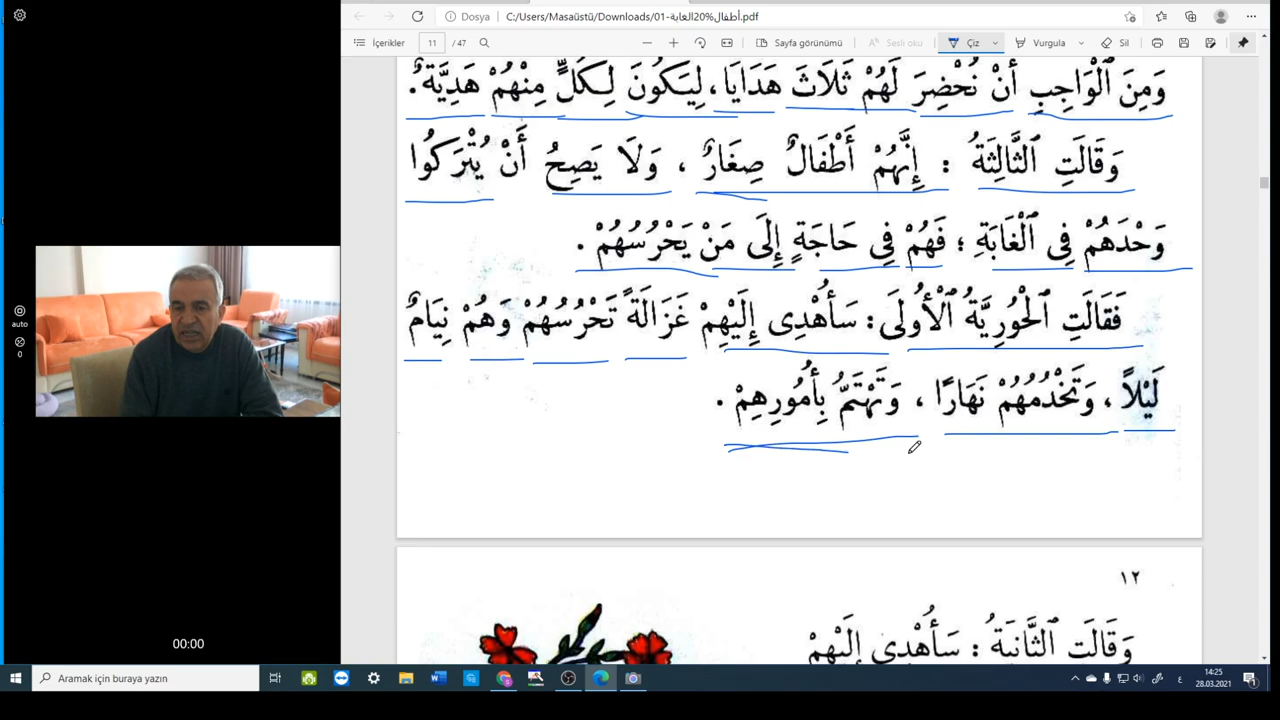 Dosya
C:/Users/Masaüstü/Downloads/01-أطفال%20الغابة.pdf
İçerikler
11
/ 47
Sayfa görünümü
Sesli oku
Çiz
Vurgula
Sil
وَمِنَ ٱلْوَاجِبِ أَنْ نُحْضِرَ لَهُمْ ثَلَاثَ هَدَايَا، لِيَكُونَ لِكُلٍّ مِنْهُمْ هَدِيَّةٌ .
وَقَالَتِ ٱلثَّالِثَةُ : إِنَّهُمْ أَطْفَالٌ صِغَارٌ ، وَلَا يَصِحُّ أَنْ يُتْرَكُوا
وَحْدَهُمْ فِى ٱلْغَابَةِ ؛ فَهُمْ فِى حَاجَةٍ إِلَى مَنْ يَحْرُسُهُمْ .
فَقَالَتِ ٱلْحُورِيَّةُ ٱلْأُولَى : سَأُهْدِى إِلَيْهِمْ غَزَالَةً تَحْرُسُهُمْ وَهُمْ نِيَامٌ
لَيْلاً ، وَتَخْدُمُهُمْ نَهَارًا ، وَتَهْتَمُّ بِأُمُورِهِمْ .
١٢
وَقَالَتِ ٱلثَّانِيَةُ : سَأُهْدِى إِلَيْهِمْ
auto
0
00:00
Aramak için buraya yazın
ع
14:25
28.03.2021
1